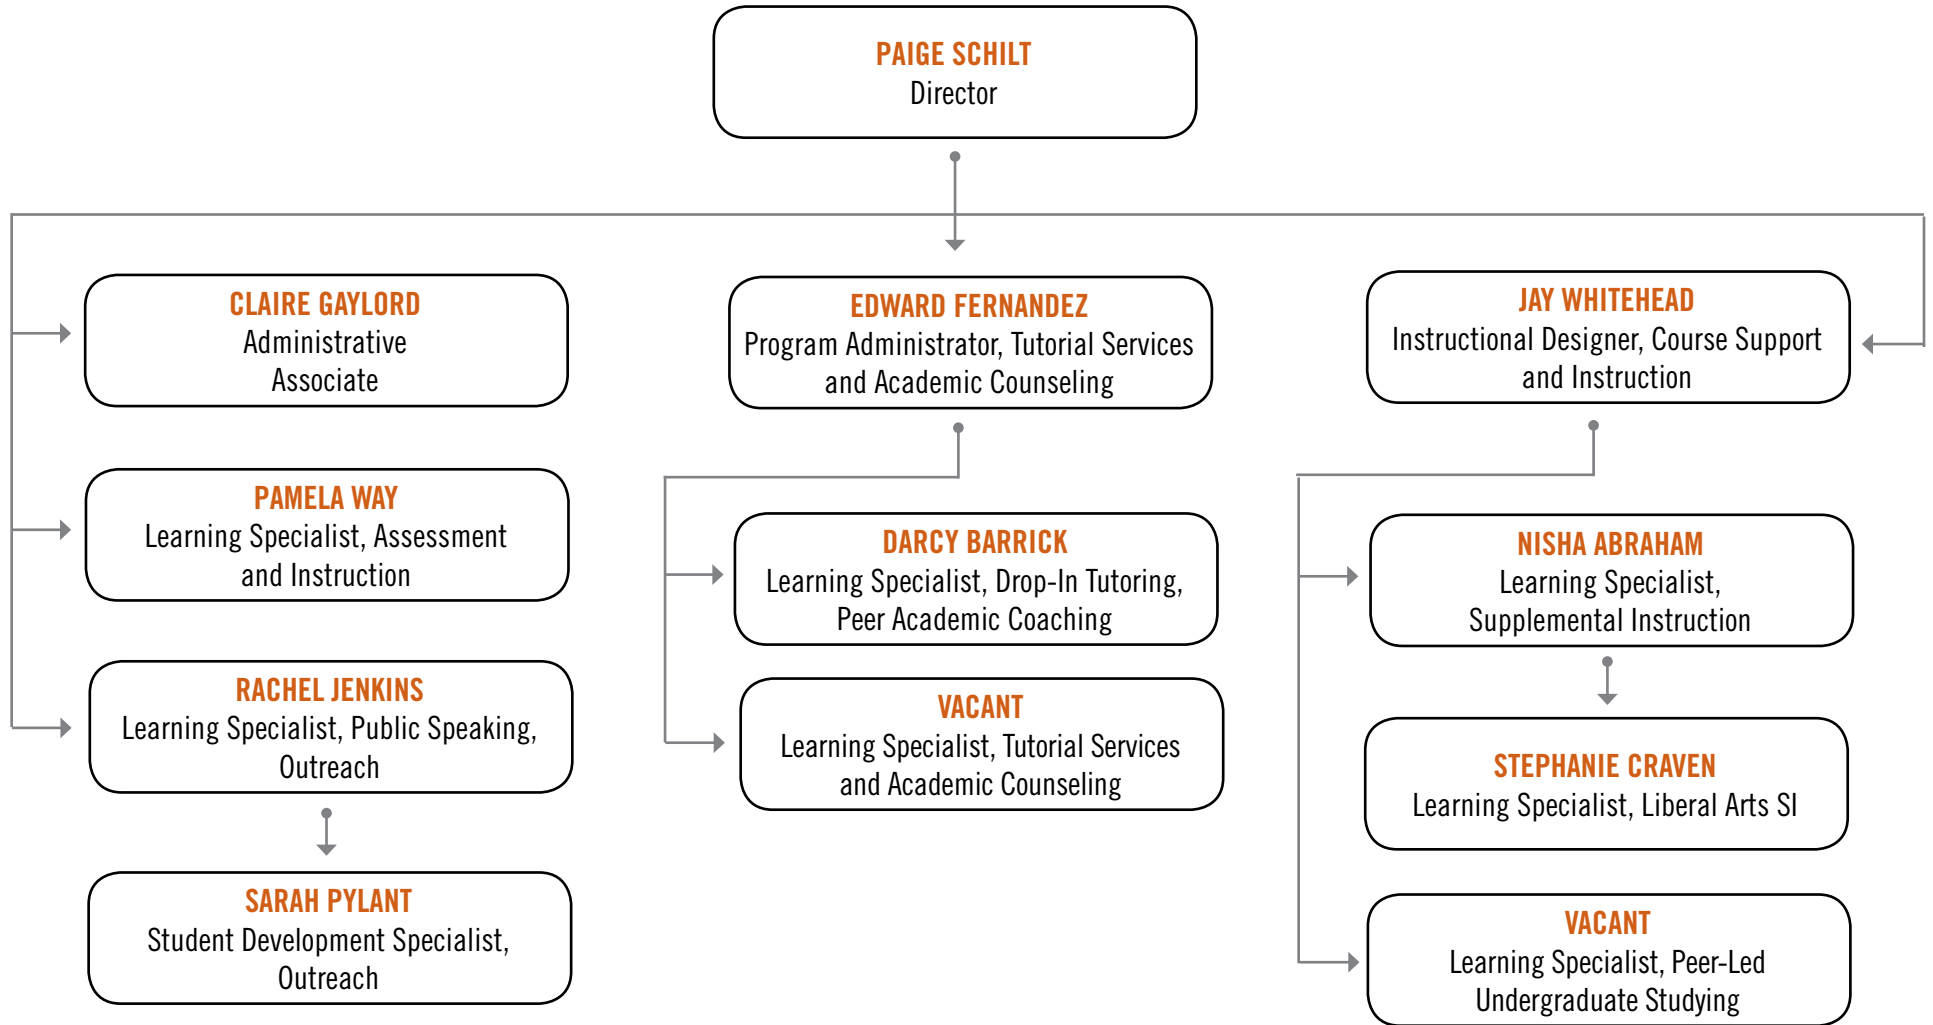 PAIGE SCHILT
Director
CLAIRE GAYLORD
Administrative
Associate
PAMELA WAY
Learning Specialist, Assessment
and Instruction
RACHEL JENKINS
Learning Specialist, Public Speaking,
Outreach
SARAH PYLANT
Student Development Specialist,
Outreach
EDWARD FERNANDEZ
Program Administrator, Tutorial Services
and Academic Counseling
DARCY BARRICK
Learning Specialist, Drop-In Tutoring,
Peer Academic Coaching
VACANT
Learning Specialist, Tutorial Services
and Academic Counseling
JAY WHITEHEAD
Instructional Designer, Course Support
and Instruction
NISHA ABRAHAM
Learning Specialist,
Supplemental Instruction
STEPHANIE CRAVEN
Learning Specialist, Liberal Arts SI
VACANT
Learning Specialist, Peer-Led
Undergraduate Studying